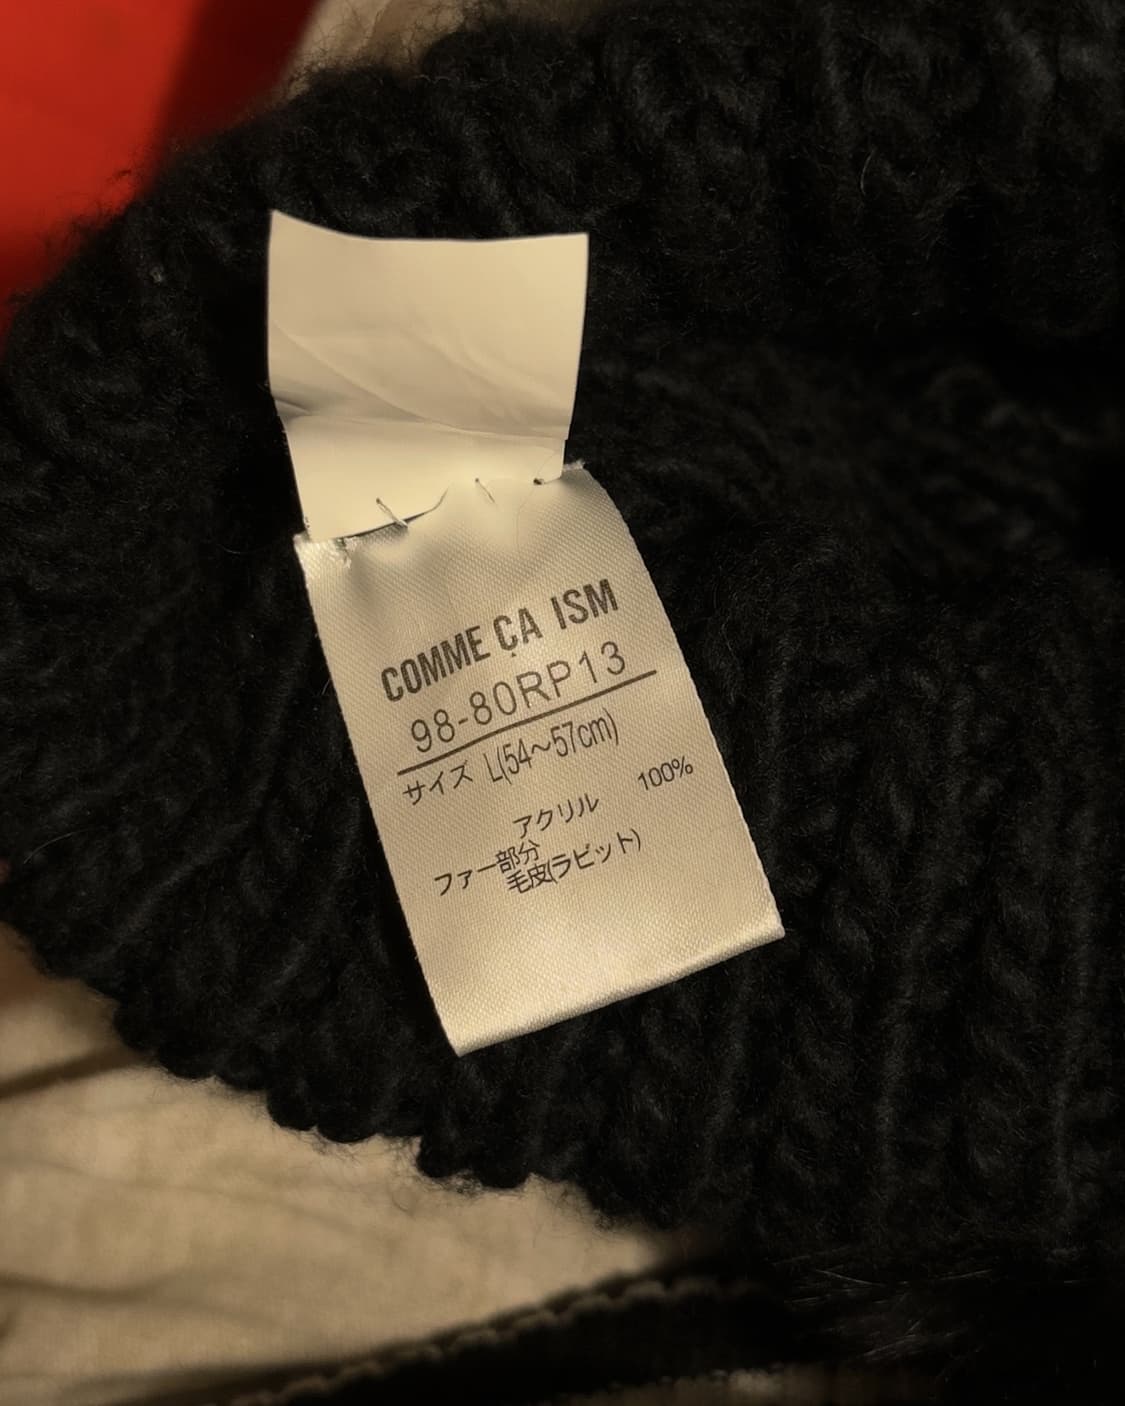 COMME ÇA ISM
98-80RP13
サイズ L(54～57cm)
アクリル 100%
ファー部分
毛皮(ラビット)